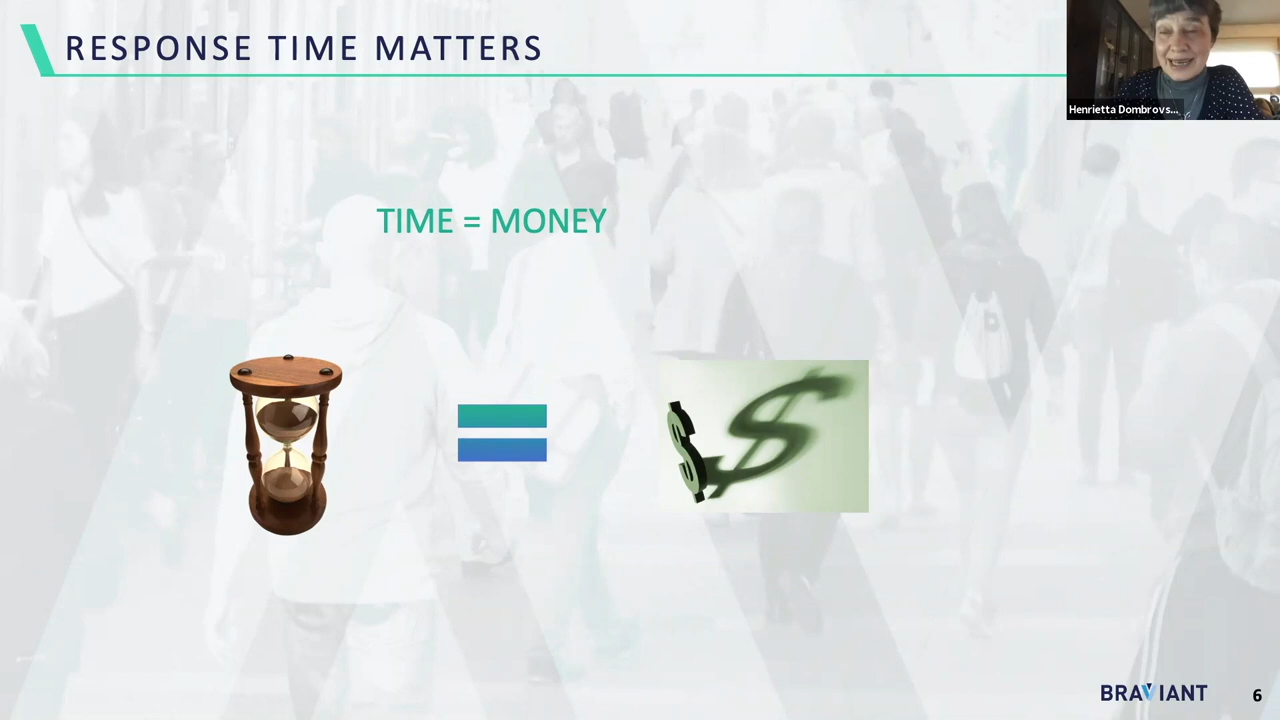 RESPONSE TIME MATTERS
Henrietta Dombrovs...
TIME = MONEY
$
$
BRAVIANT
6